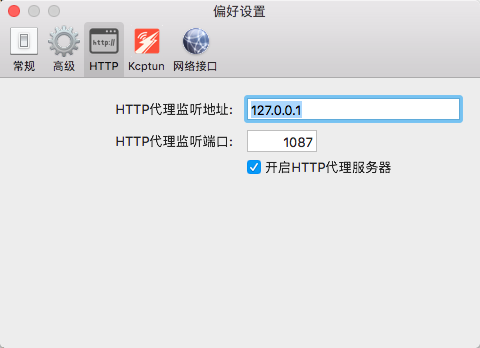 偏好设置
http://
常规 高级 HTTP Kcptun 网络接口
HTTP代理监听地址: 127.0.0.1
HTTP代理监听端口: 1087
开启HTTP代理服务器